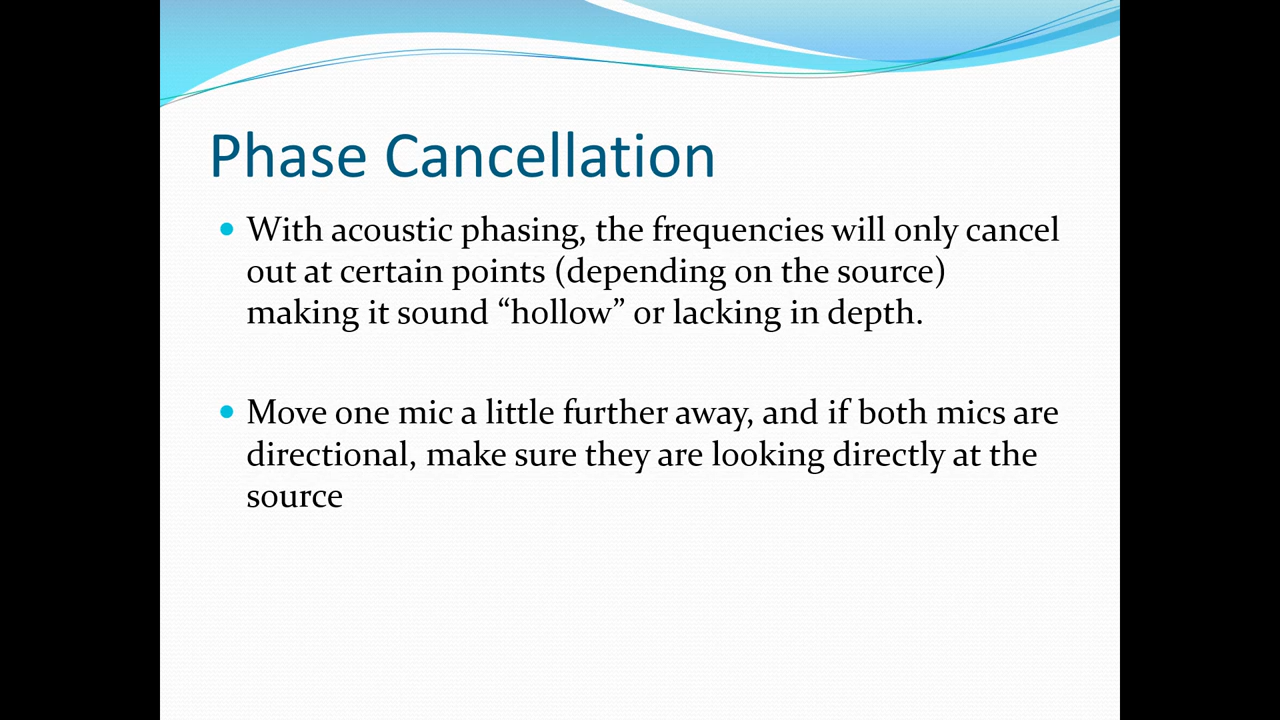 Phase Cancellation
• With acoustic phasing, the frequencies will only cancel
out at certain points (depending on the source)
making it sound “hollow” or lacking in depth.
• Move one mic a little further away, and if both mics are
directional, make sure they are looking directly at the
source